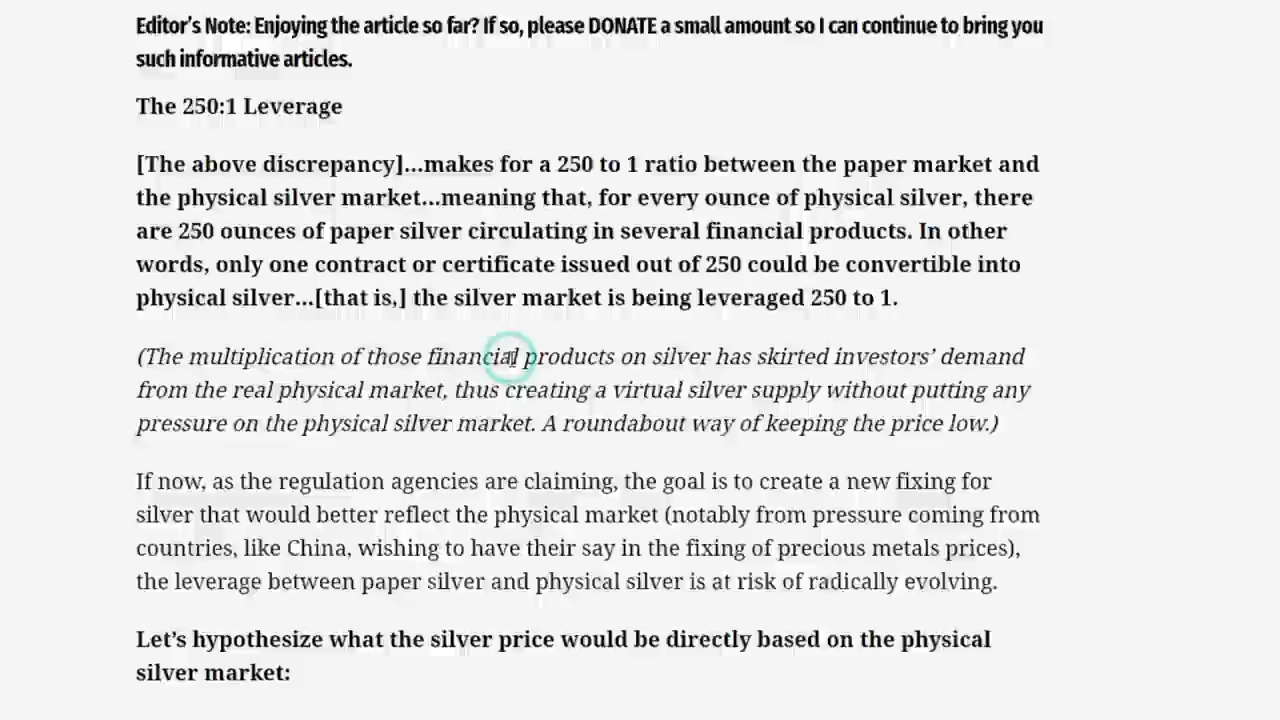 Editor's Note: Enjoying the article so far? If so, please DONATE a small amount so I can continue to bring you
such informative articles.
The 250:1 Leverage
[The above discrepancy]...makes for a 250 to 1 ratio between the paper market and
the physical silver market...meaning that, for every ounce of physical silver, there
are 250 ounces of paper silver circulating in several financial products. In other
words, only one contract or certificate issued out of 250 could be convertible into
physical silver...[that is,] the silver market is being leveraged 250 to 1.
(The multiplication of those financial products on silver has skirted investors’ demand
from the real physical market, thus creating a virtual silver supply without putting any
pressure on the physical silver market. A roundabout way of keeping the price low.)
If now, as the regulation agencies are claiming, the goal is to create a new fixing for
silver that would better reflect the physical market (notably from pressure coming from
countries, like China, wishing to have their say in the fixing of precious metals prices),
the leverage between paper silver and physical silver is at risk of radically evolving.
Let’s hypothesize what the silver price would be directly based on the physical
silver market: